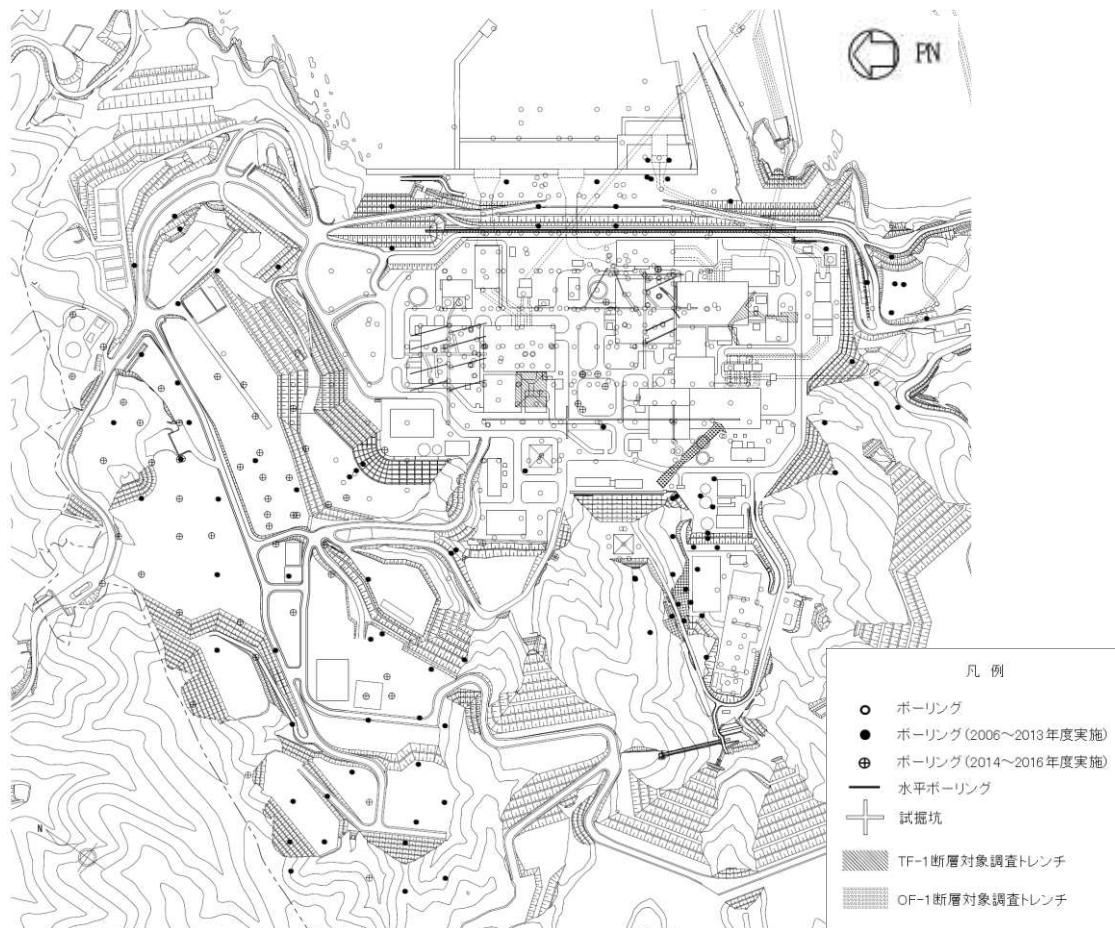 PN
N
凡 例
ボーリング
ボーリング(2006~2013年度実施)
ボーリング(2014~2016年度実施)
水平ボーリング
試掘坑
TF-1断層対象調査トレンチ
OF-1断層対象調査トレンチ